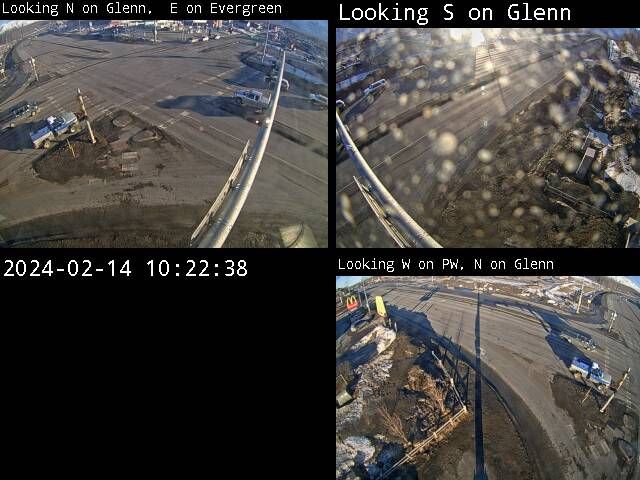 Looking N on Glenn,  E on Evergreen
Looking S on Glenn
2024-02-14 10:22:38
Looking W on PW, N on Glenn